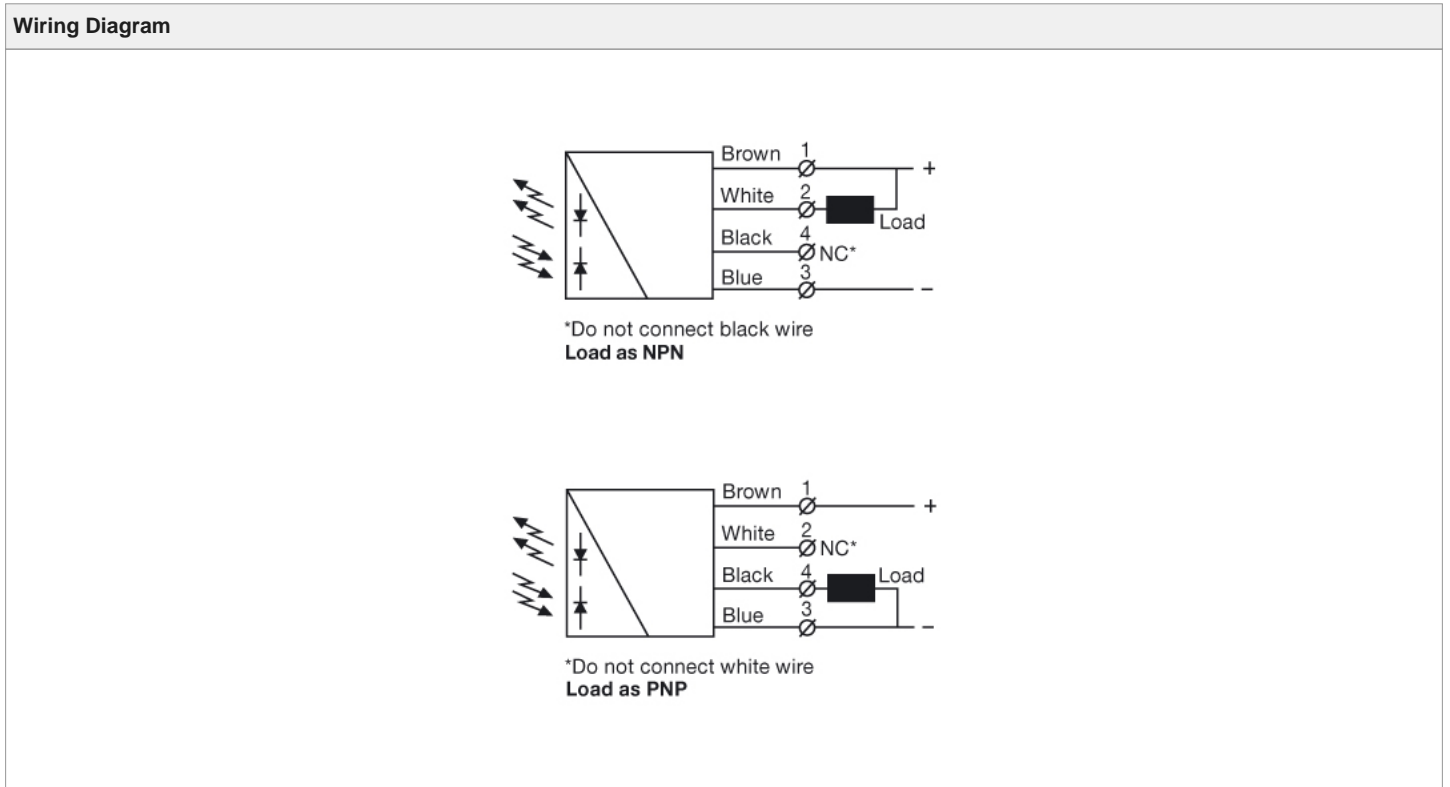 Wiring Diagram
Brown 1 +
White 2 Load
Black 4 NC*
Blue 3 –
*Do not connect black wire
Load as NPN
Brown 1 +
White 2 NC*
Black 4 Load
Blue 3 –
*Do not connect white wire
Load as PNP